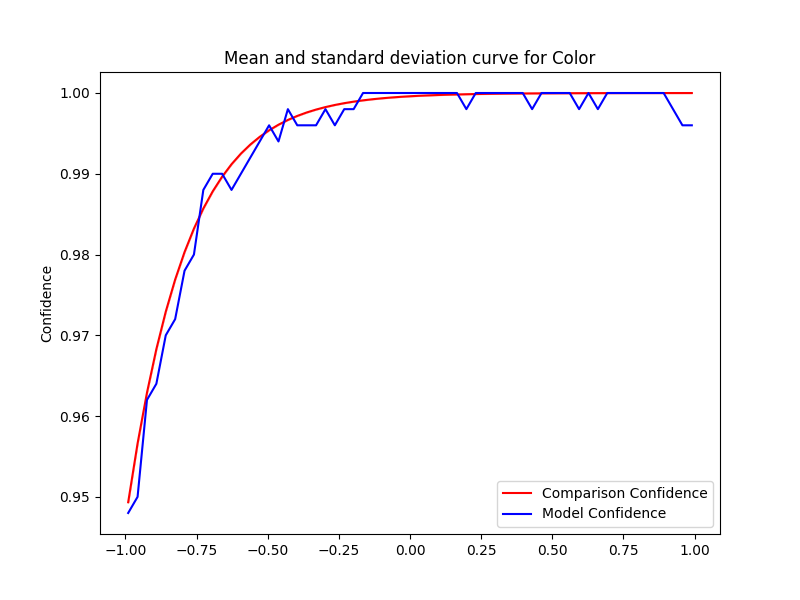 Mean and standard deviation curve for Color
1.00
0.99
0.98
0.97
0.96
0.95
Confidence
Comparison Confidence
Model Confidence
−1.00 −0.75 −0.50 −0.25 0.00 0.25 0.50 0.75 1.00